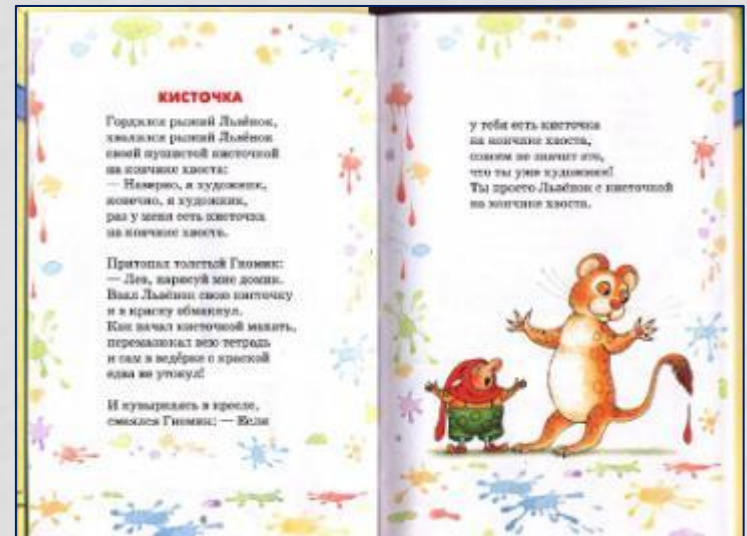 КИСТОЧКА
Гордился рыжий Львёнок,
хвалился рыжий Львёнок
своей пушистой кисточкой
на кончике хвоста:
— Наверно, я художник,
конечно, я художник,
раз у меня есть кисточка
на кончике хвоста.
Притопал толстый Гномик:
— Лев, нарисуй мне домик.
Взял Львёнок свою кисточку
и в краску обмакнул.
Как начал кисточкой махать,
перемалюкал всю тетрадь
и сам в ведёрке с краской
едва не утонул!
И кувыркаясь в кресле,
смеялся Гномик: — Если
у тебя есть кисточка
на кончике хвоста,
совсем не значит это,
что ты уже художник!
Ты просто Львёнок с кисточкой
на кончике хвоста.